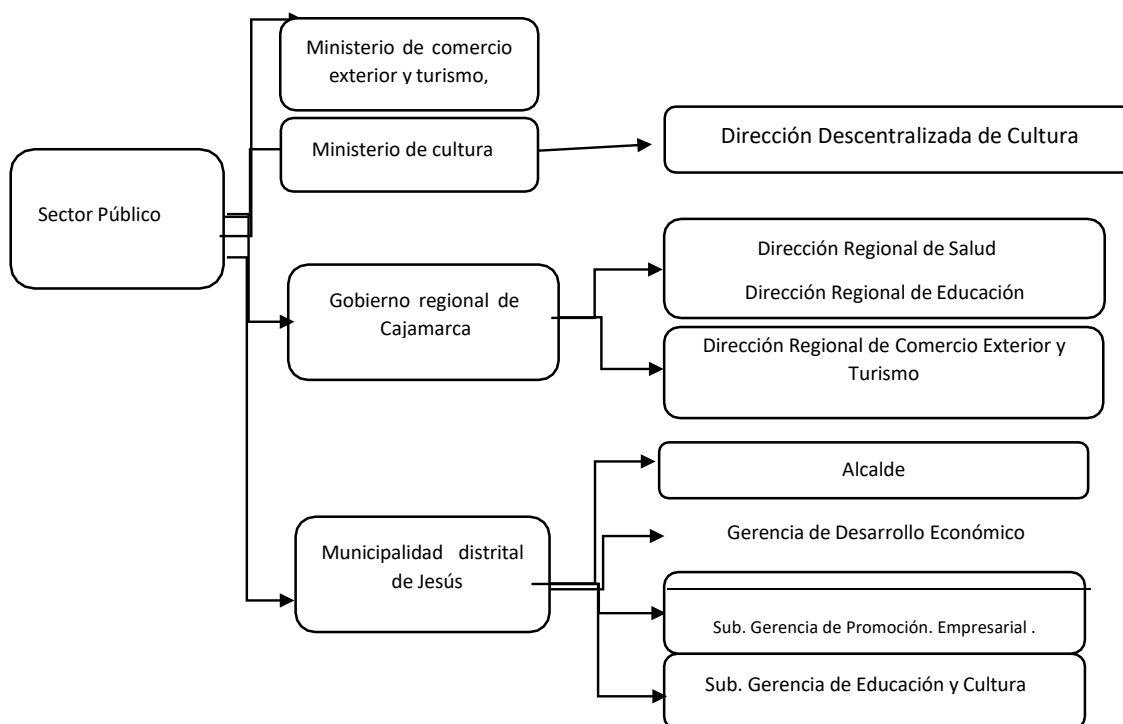 Ministerio de comercio
exterior y turismo,
Ministerio de cultura
Dirección Descentralizada de Cultura
Sector Público
Gobierno regional de
Cajamarca
Dirección Regional de Salud
Dirección Regional de Educación
Dirección Regional de Comercio Exterior y
Turismo
Municipalidad distrital
de Jesús
Alcalde
Gerencia de Desarrollo Económico
Sub. Gerencia de Promoción. Empresarial .
Sub. Gerencia de Educación y Cultura